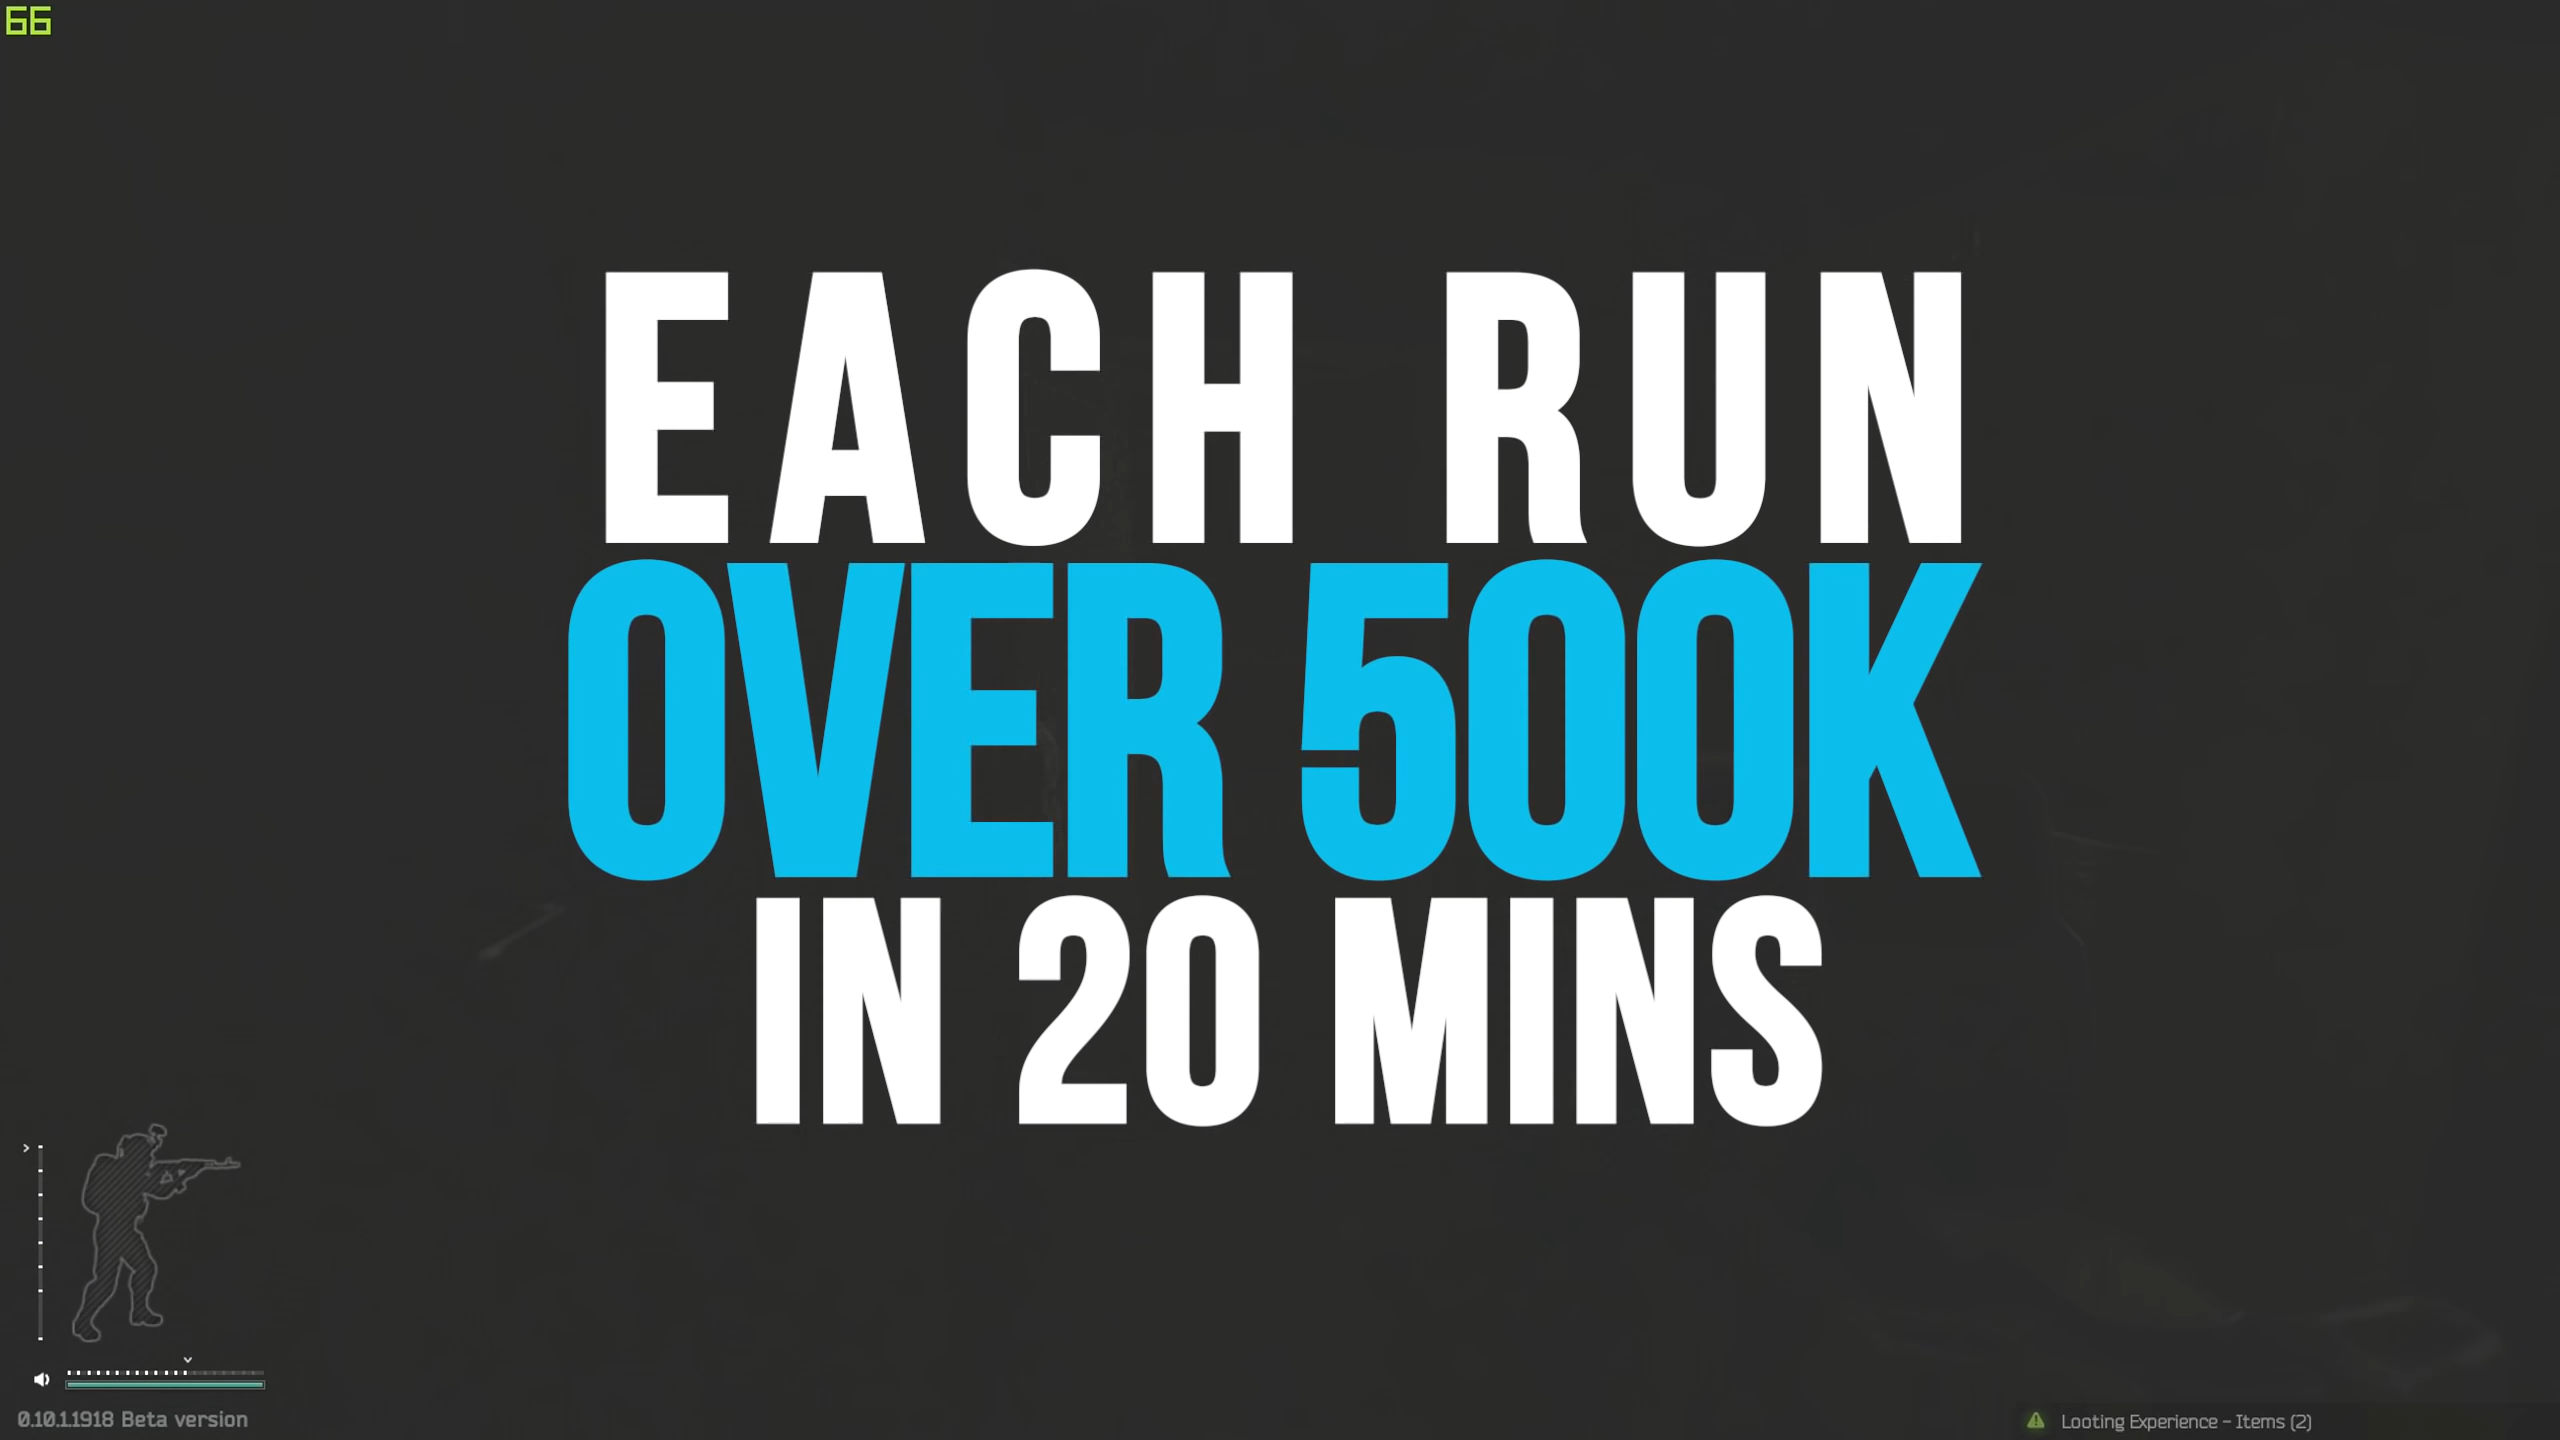 66
EACH RUN
OVER 500K
IN 20 MINS
0.10.1.1918 Beta version
Looting Experience - Items (2)